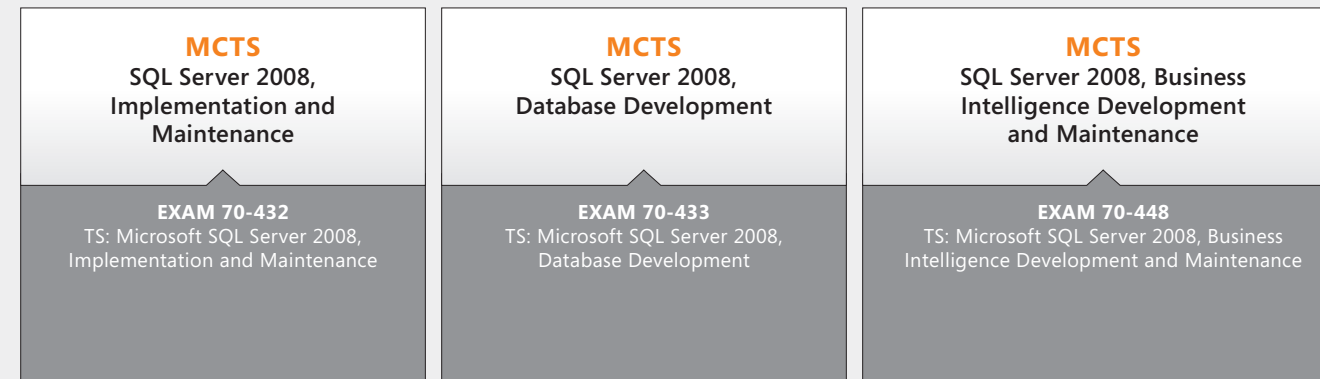 MCTS
SQL Server 2008,
Implementation and
Maintenance
EXAM 70-432
TS: Microsoft SQL Server 2008,
Implementation and Maintenance
MCTS
SQL Server 2008,
Database Development
EXAM 70-433
TS: Microsoft SQL Server 2008,
Database Development
MCTS
SQL Server 2008, Business
Intelligence Development
and Maintenance
EXAM 70-448
TS: Microsoft SQL Server 2008, Business
Intelligence Development and Maintenance